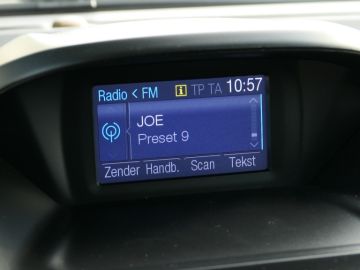 Radio < FM i TP TA 10:57
JOE
Preset 9
Zender Handb. Scan Tekst